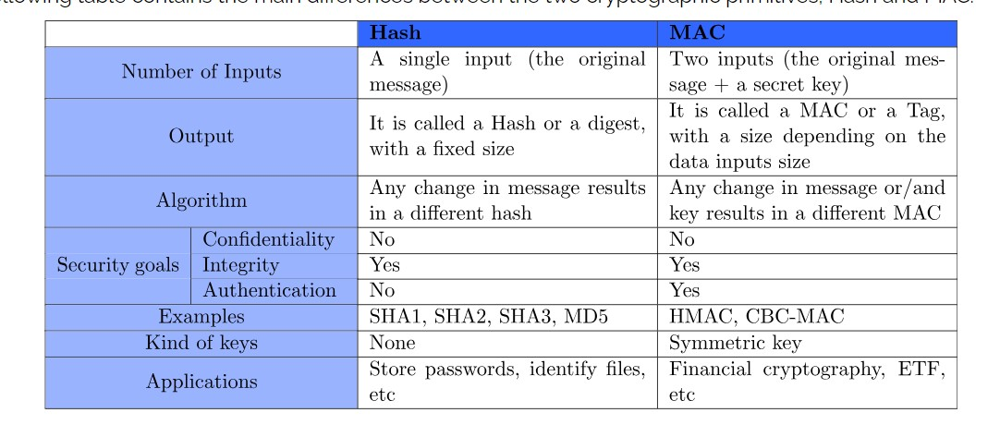 following table contains the main differences between the two cryptographic primitives, Hash and MAC.
Hash MAC
Number of Inputs
A single input (the original
message)
Two inputs (the original mes-
sage + a secret key)
Output
It is called a Hash or a digest,
with a fixed size
It is called a MAC or a Tag,
with a size depending on the
data inputs size
Algorithm
Any change in message results
in a different hash
Any change in message or/and
key results in a different MAC
Security goals
Confidentiality No No
Integrity Yes Yes
Authentication No Yes
Examples SHA1, SHA2, SHA3, MD5 HMAC, CBC-MAC
Kind of keys None Symmetric key
Applications
Store passwords, identify files,
etc
Financial cryptography, ETF,
etc